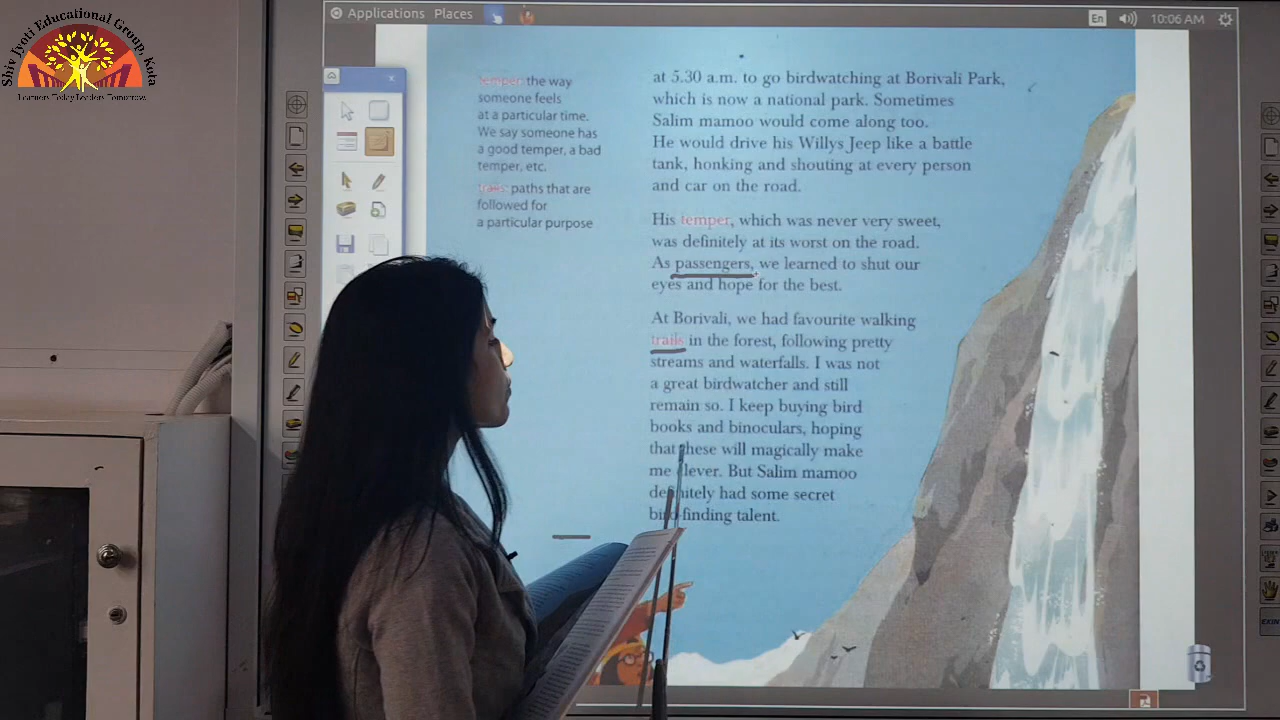 Shiv Jyoti Educational Group, Kota
Learners Today Leaders Tomorrow
Applications Places
En
10:06 AM
temper: the way
someone feels
at a particular time.
We say someone has
a good temper, a bad
temper, etc.
trails: paths that are
followed for
a particular purpose
at 5.30 a.m. to go birdwatching at Borivali Park,
which is now a national park. Sometimes
Salim mamoo would come along too.
He would drive his Willys Jeep like a battle
tank, honking and shouting at every person
and car on the road.
His temper, which was never very sweet,
was definitely at its worst on the road.
As passengers, we learned to shut our
eyes and hope for the best.
At Borivali, we had favourite walking
trails in the forest, following pretty
streams and waterfalls. I was not
a great birdwatcher and still
remain so. I keep buying bird
books and binoculars, hoping
that these will magically make
me clever. But Salim mamoo
definitely had some secret
bird-finding talent.